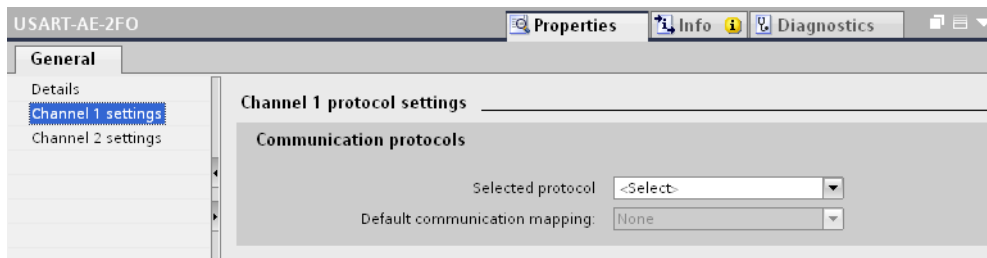 USART-AE-2FO
Properties Info Diagnostics
General
Details
Channel 1 settings
Channel 2 settings
Channel 1 protocol settings
Communication protocols
Selected protocol <Select>
Default communication mapping: None